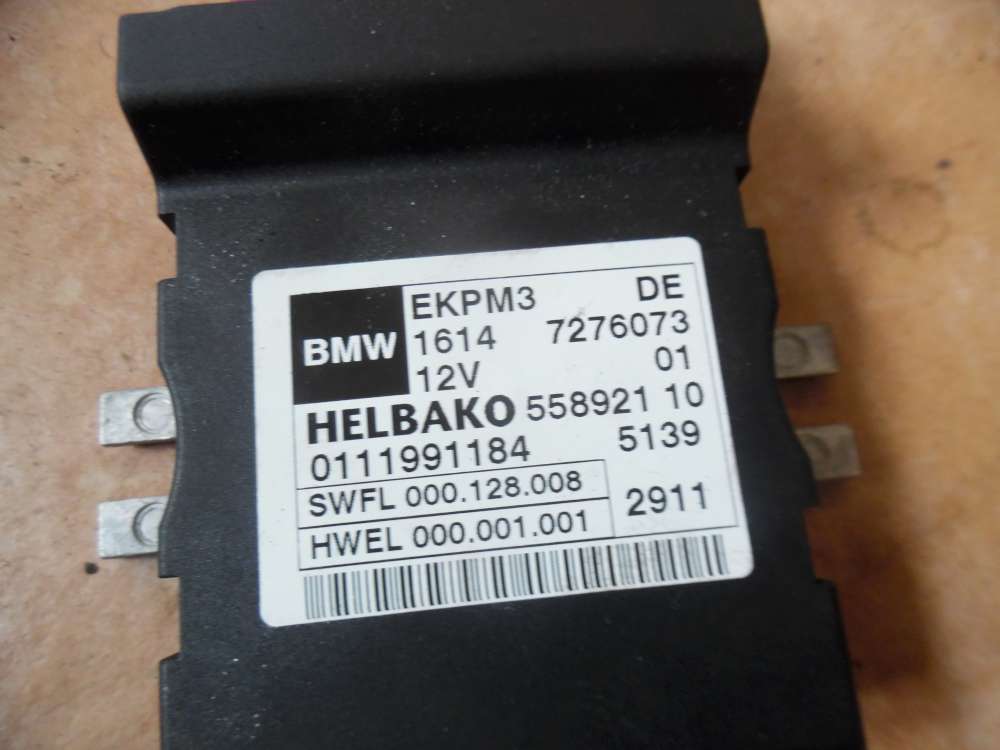 BMW EKPM3 DE
1614 7276073
12V 01
HELBAKO 558921 10
0111991184 5139
SWFL 000.128.008
HWEL 000.001.001 2911